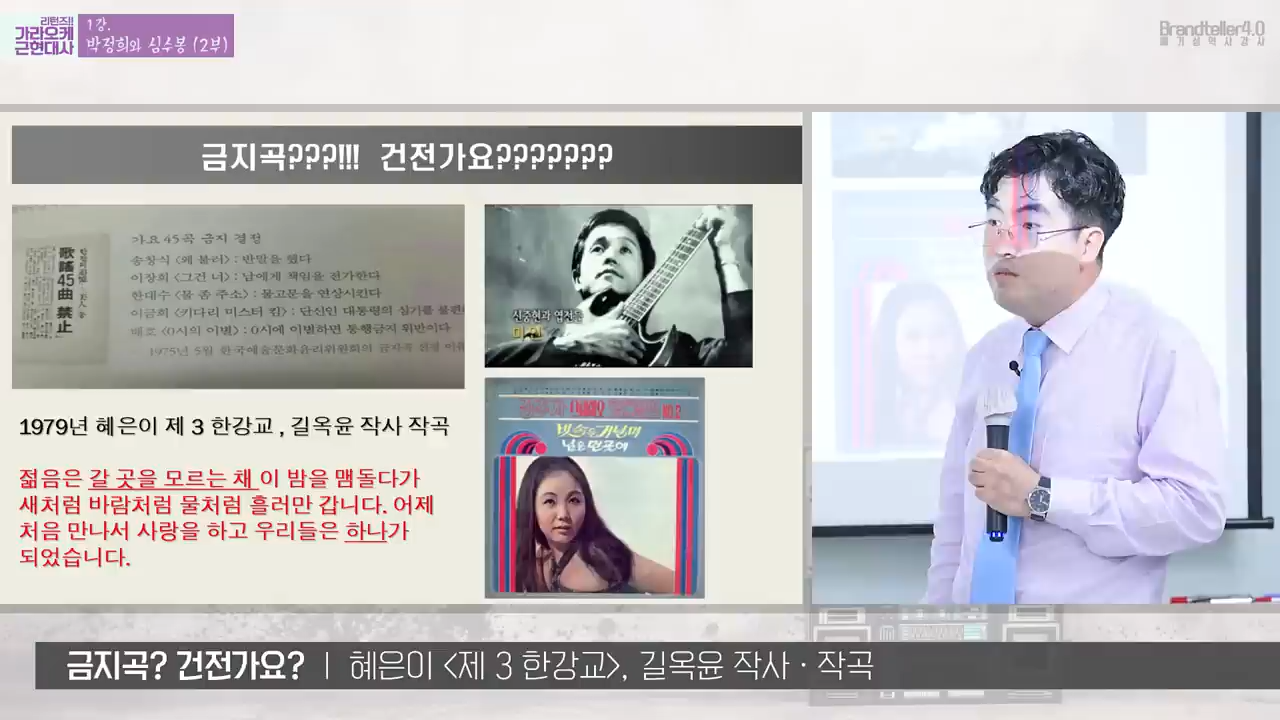 리턴즈!!
가라오케
근현대사
1강.
박정희와 심수봉 (2부)
Brandteller4.0
금지곡???!!! 건전가요???????
歌謠45曲 禁止
가요 45곡 금지 결정
송창식 <왜 불러> : 반말을 했다
이장희 <그건 너> : 남에게 책임을 전가한다
한대수 <물 좀 주소> : 물고문을 연상시킨다
이금희 <키다리 미스터 킴> : 단신인 대통령의 심기를 불편
배호 <0시의 이별> : 0시에 이별하면 통행금지 위반이다
1975년 5월 한국예술문화윤리위원회의 금지곡 선정
신중현과 엽전들
미인
NO.2
빗속의 거닐며
님은 먼곳에
1979년 혜은이 제 3 한강교 , 길옥윤 작사 작곡
젊음은 갈 곳을 모르는 채 이 밤을 맴돌다가
새처럼 바람처럼 물처럼 흘러만 갑니다. 어제
처음 만나서 사랑을 하고 우리들은 하나가
되었습니다.
금지곡? 건전가요? | 혜은이 <제 3 한강교>, 길옥윤 작사 · 작곡